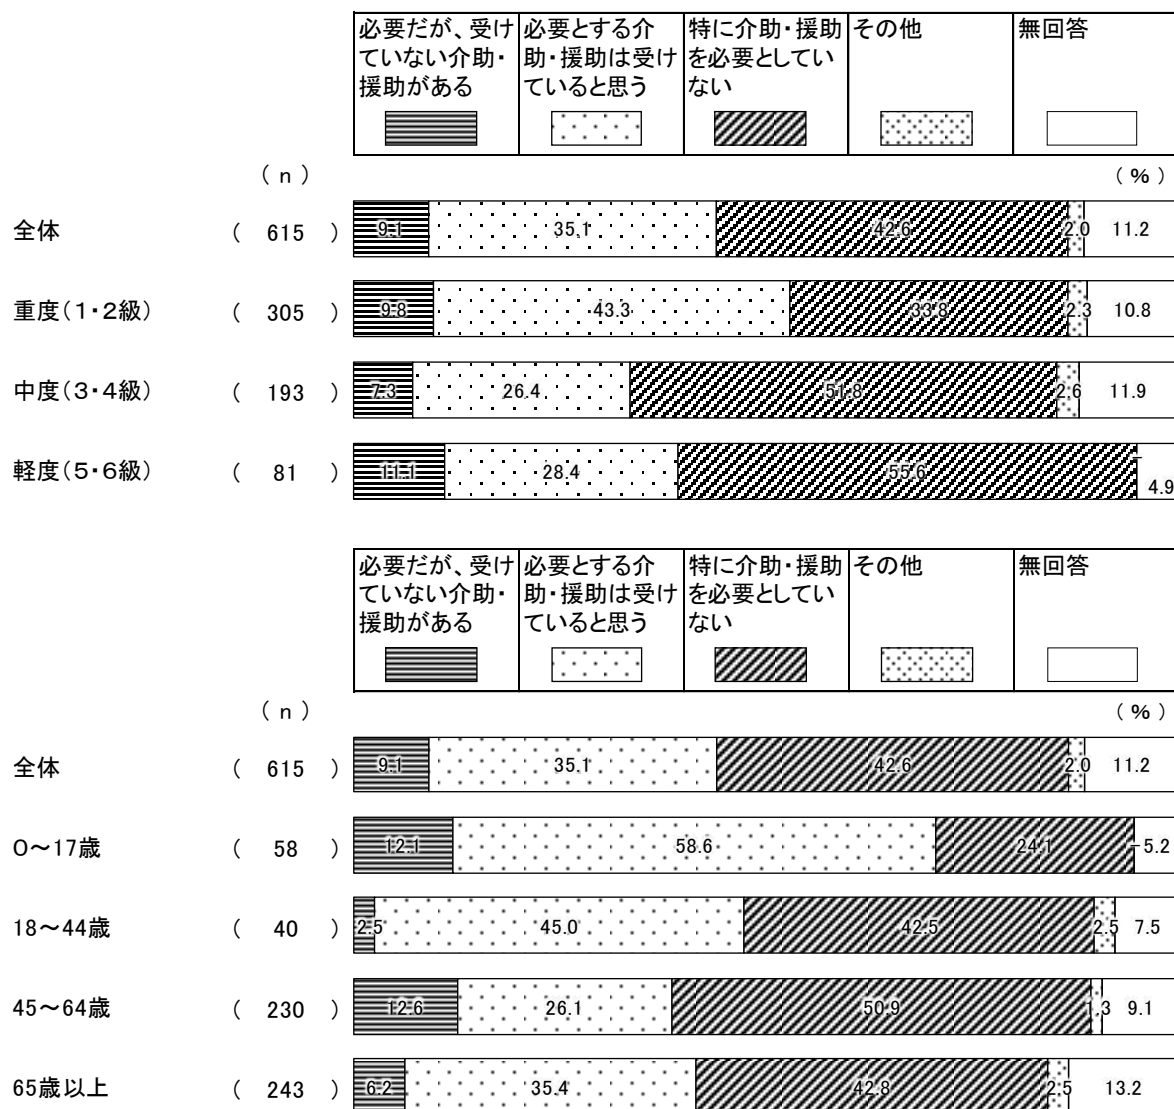 必要だが、受けていない介助・援助がある 必要とする介助・援助は受けていると思う 特に介助・援助を必要としていない その他 無回答
(n) (%)
全体 ( 615 ) 9.1 35.1 42.6 2.0 11.2
重度(1・2級) ( 305 ) 9.8 43.3 33.8 2.3 10.8
中度(3・4級) ( 193 ) 7.3 26.4 51.8 2.6 11.9
軽度(5・6級) ( 81 ) 11.1 28.4 55.6 - 4.9
必要だが、受けていない介助・援助がある 必要とする介助・援助は受けていると思う 特に介助・援助を必要としていない その他 無回答
(n) (%)
全体 ( 615 ) 9.1 35.1 42.6 2.0 11.2
0～17歳 ( 58 ) 12.1 58.6 24.1 - 5.2
18～44歳 ( 40 ) 2.5 45.0 42.5 2.5 7.5
45～64歳 ( 230 ) 12.6 26.1 50.9 1.3 9.1
65歳以上 ( 243 ) 6.2 35.4 42.8 2.5 13.2